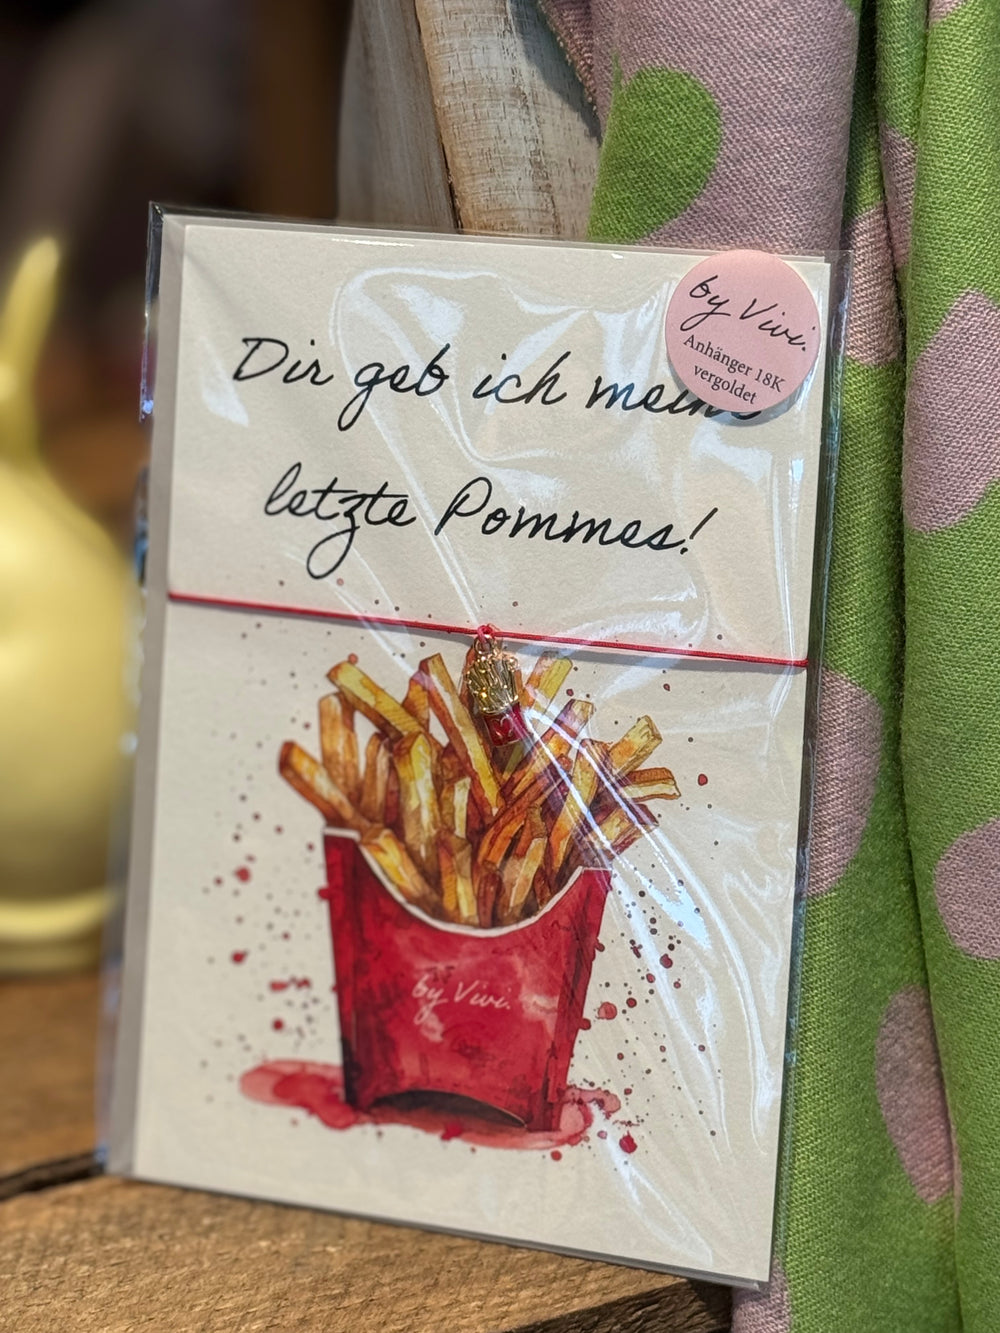 by Vivi.
Anhänger 18K
vergoldet
Dir geb ich meine
letzte Pommes!
by Vivi.